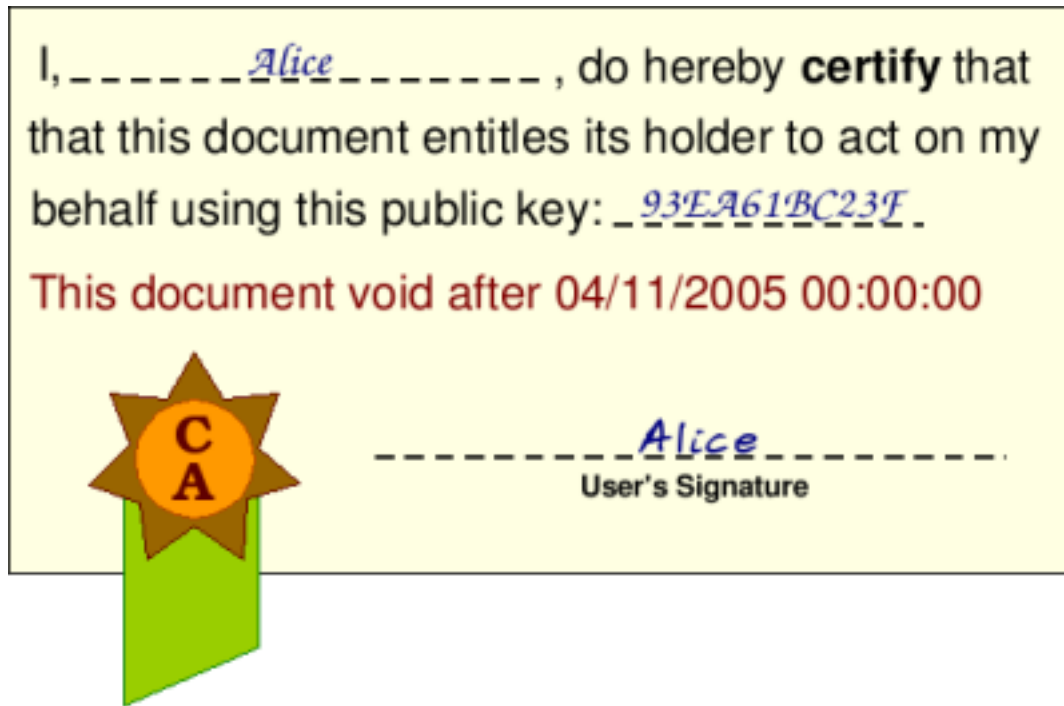 I, Alice, do hereby certify that
that this document entitles its holder to act on my
behalf using this public key: 93EA61BC23F
This document void after 04/11/2005 00:00:00
C
A
Alice
User's Signature